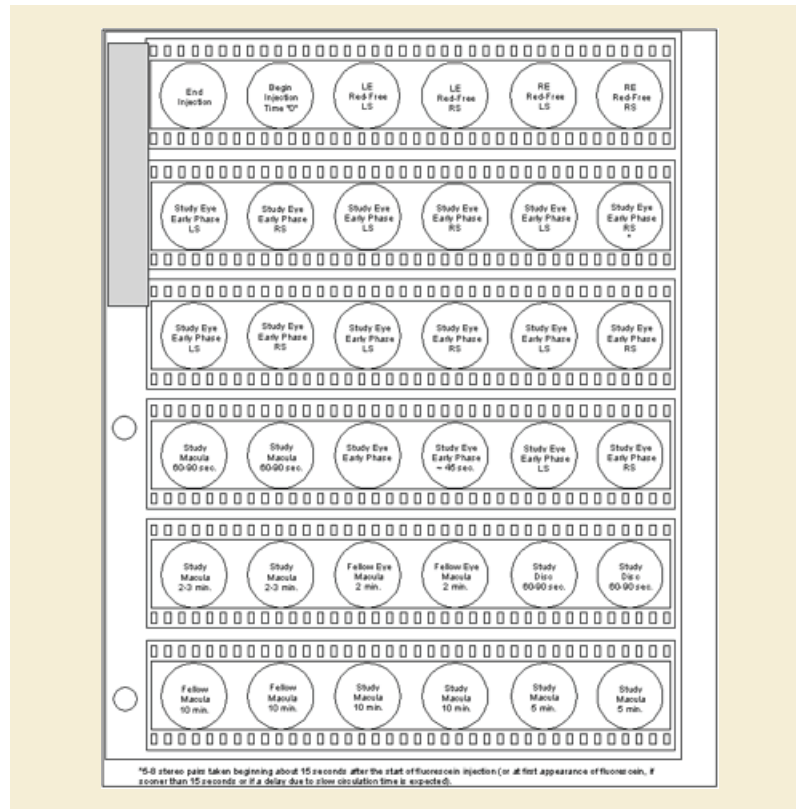 End
Injection
Begin
Injection
Time "0"
LE
Red-Free
LS
LE
Red-Free
RS
RE
Red-Free
LS
RE
Red-Free
RS
Study Eye
Early Phase
LS
Study Eye
Early Phase
RS
Study Eye
Early Phase
LS
Study Eye
Early Phase
RS
Study Eye
Early Phase
LS
Study Eye
Early Phase
RS
*
Study Eye
Early Phase
LS
Study Eye
Early Phase
RS
Study Eye
Early Phase
LS
Study Eye
Early Phase
RS
Study Eye
Early Phase
LS
Study Eye
Early Phase
RS
Study
Macula
60-90 sec.
Study
Macula
60-90 sec.
Study Eye
Early Phase
Study Eye
Early Phase
~ 45 sec.
Study Eye
Early Phase
LS
Study Eye
Early Phase
RS
Study
Macula
2-3 min.
Study
Macula
2-3 min.
Fellow Eye
Macula
2 min.
Fellow Eye
Macula
2 min.
Study
Disc
60-90 sec.
Study
Disc
60-90 sec.
Fellow
Macula
10 min.
Fellow
Macula
10 min.
Study
Macula
10 min.
Study
Macula
10 min.
Study
Macula
5 min.
Study
Macula
5 min.
*5-8 stereo pairs taken beginning about 15 seconds after the start of fluorescein injection (or at first appearance of fluorescein, if
sooner than 15 seconds or if a delay due to slow circulation time is expected).